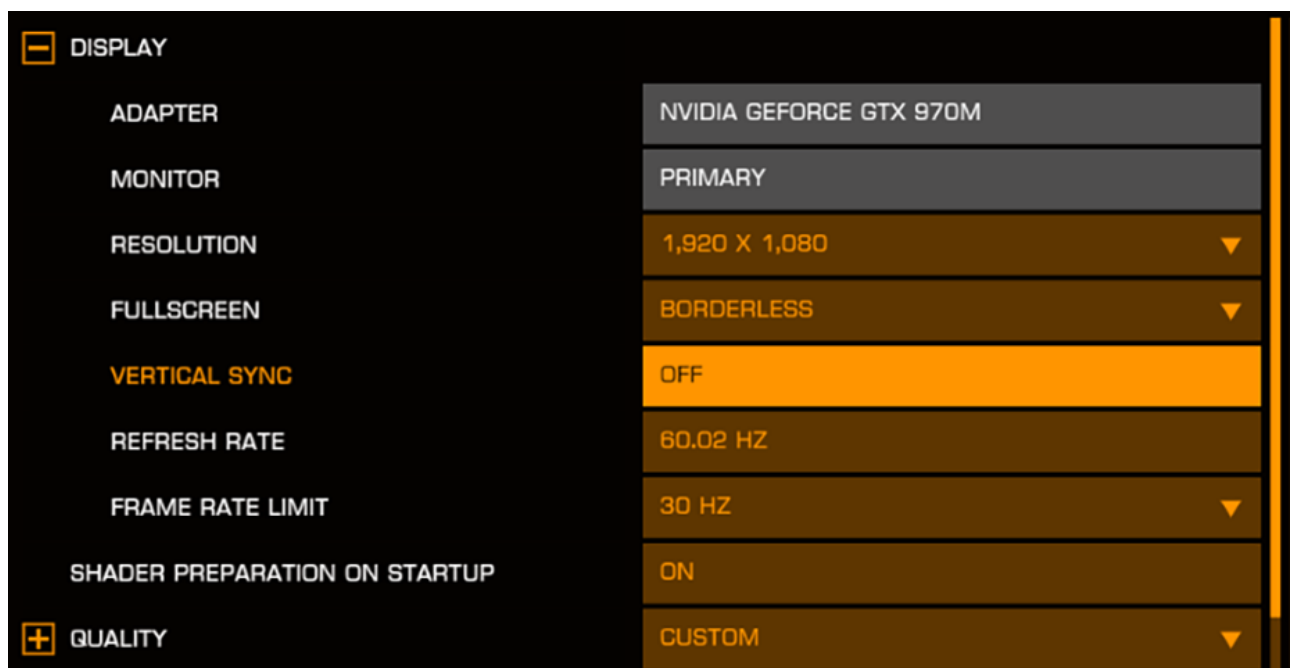 DISPLAY
ADAPTER NVIDIA GEFORCE GTX 970M
MONITOR PRIMARY
RESOLUTION 1,920 X 1,080
FULLSCREEN BORDERLESS
VERTICAL SYNC OFF
REFRESH RATE 60.02 HZ
FRAME RATE LIMIT 30 HZ
SHADER PREPARATION ON STARTUP ON
QUALITY CUSTOM